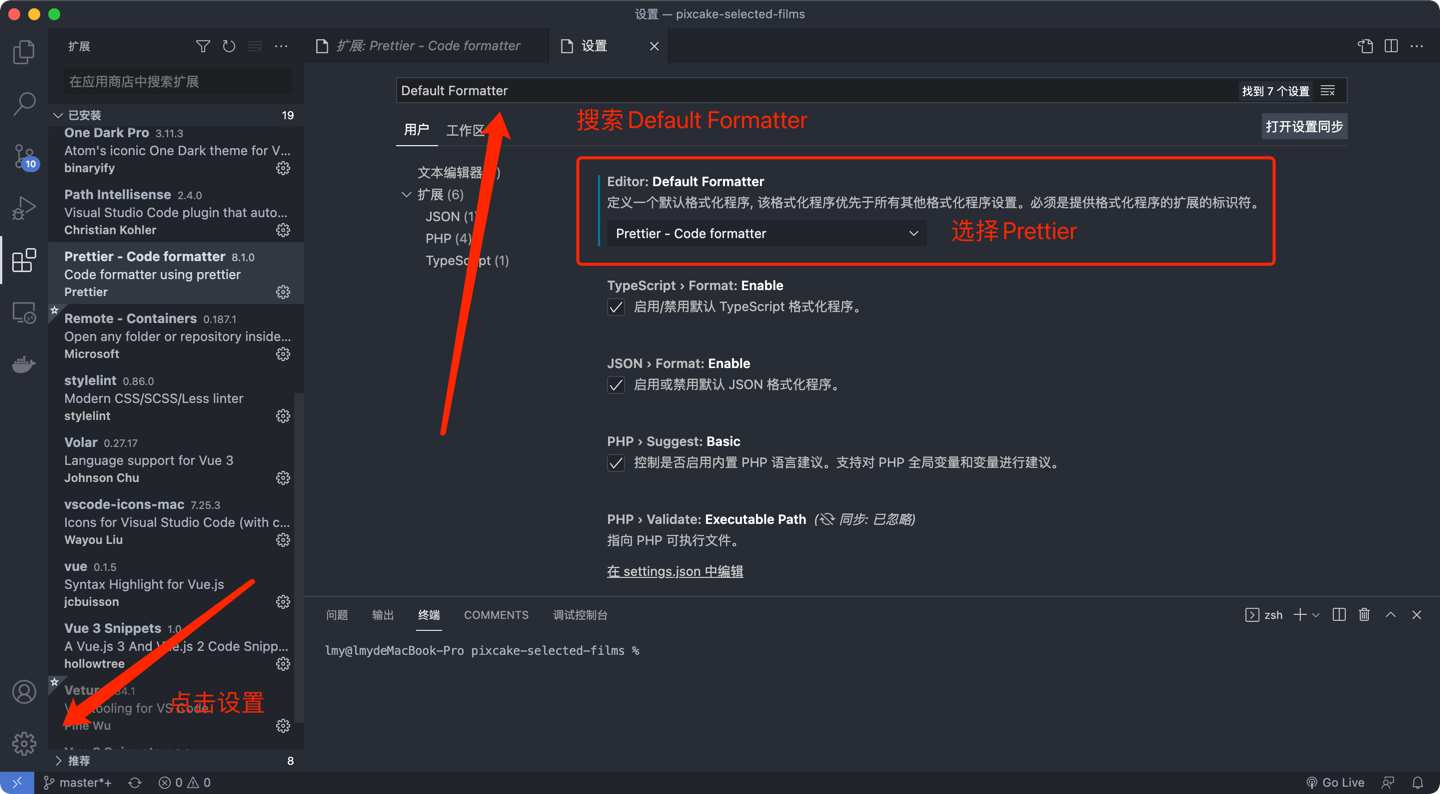 设置 — pixcake-selected-films
扩展
扩展: Prettier - Code formatter
设置
在应用商店中搜索扩展
已安装 19
One Dark Pro 3.11.3
Atom's iconic One Dark theme for V...
binaryify
Path Intellisense 2.4.0
Visual Studio Code plugin that auto...
Christian Kohler
Prettier - Code formatter 8.1.0
Code formatter using prettier
Prettier
Remote - Containers 0.187.1
Open any folder or repository inside...
Microsoft
stylelint 0.86.0
Modern CSS/SCSS/Less linter
stylelint
Volar 0.27.17
Language support for Vue 3
Johnson Chu
vscode-icons-mac 7.25.3
Icons for Visual Studio Code (with c...
Wayou Liu
vue 0.1.5
Syntax Highlight for Vue.js
jcbuisson
Vue 3 Snippets 1.0
A Vue.js 3 And Vue.js 2 Code Snipp...
hollowtree
Vetur
tooling for VS Code
Pine Wu
点击设置
推荐 8
10
Default Formatter
找到 7 个设置
搜索 Default Formatter
用户
工作区
打开设置同步
文本编辑器
扩展 (6)
JSON
PHP (4)
TypeScript (1)
Editor: Default Formatter
定义一个默认格式化程序, 该格式化程序优先于所有其他格式化程序设置。必须是提供格式化程序的扩展的标识符。
Prettier - Code formatter
选择 Prettier
TypeScript › Format: Enable
启用/禁用默认 TypeScript 格式化程序。
JSON › Format: Enable
启用或禁用默认 JSON 格式化程序。
PHP › Suggest: Basic
控制是否启用内置 PHP 语言建议。支持对 PHP 全局变量和变量进行建议。
PHP › Validate: Executable Path (同步: 已忽略)
指向 PHP 可执行文件。
在 settings.json 中编辑
问题 输出 终端 COMMENTS 调试控制台
zsh
lmy@lmydeMacBook-Pro pixcake-selected-films %
master*+ 0 0
Go Live